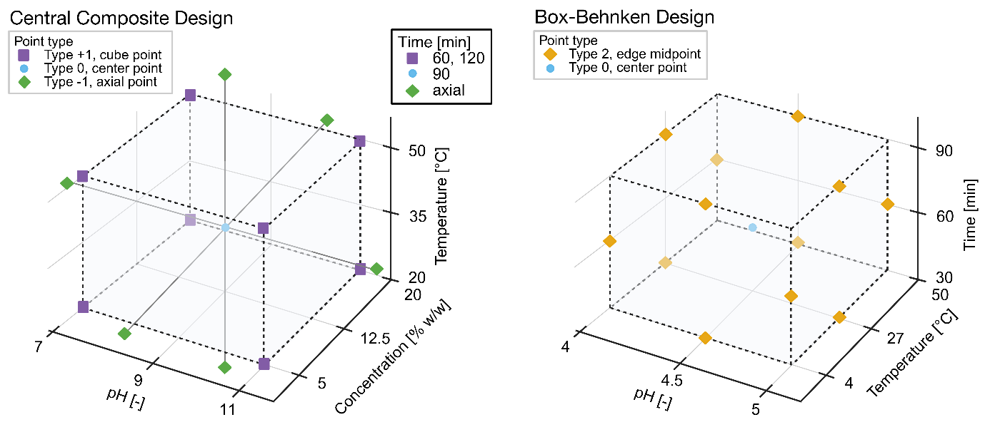 Central Composite Design
Point type
Type +1, cube point
Type 0, center point
Type -1, axial point
Time [min]
60, 120
90
axial
50
35
20
Temperature [°C]
20
12.5
5
Concentration [% w/w]
7
9
11
pH [-]
Box-Behnken Design
Point type
Type 2, edge midpoint
Type 0, center point
90
60
30
Time [min]
50
27
4
Temperature [°C]
4
4.5
5
pH [-]